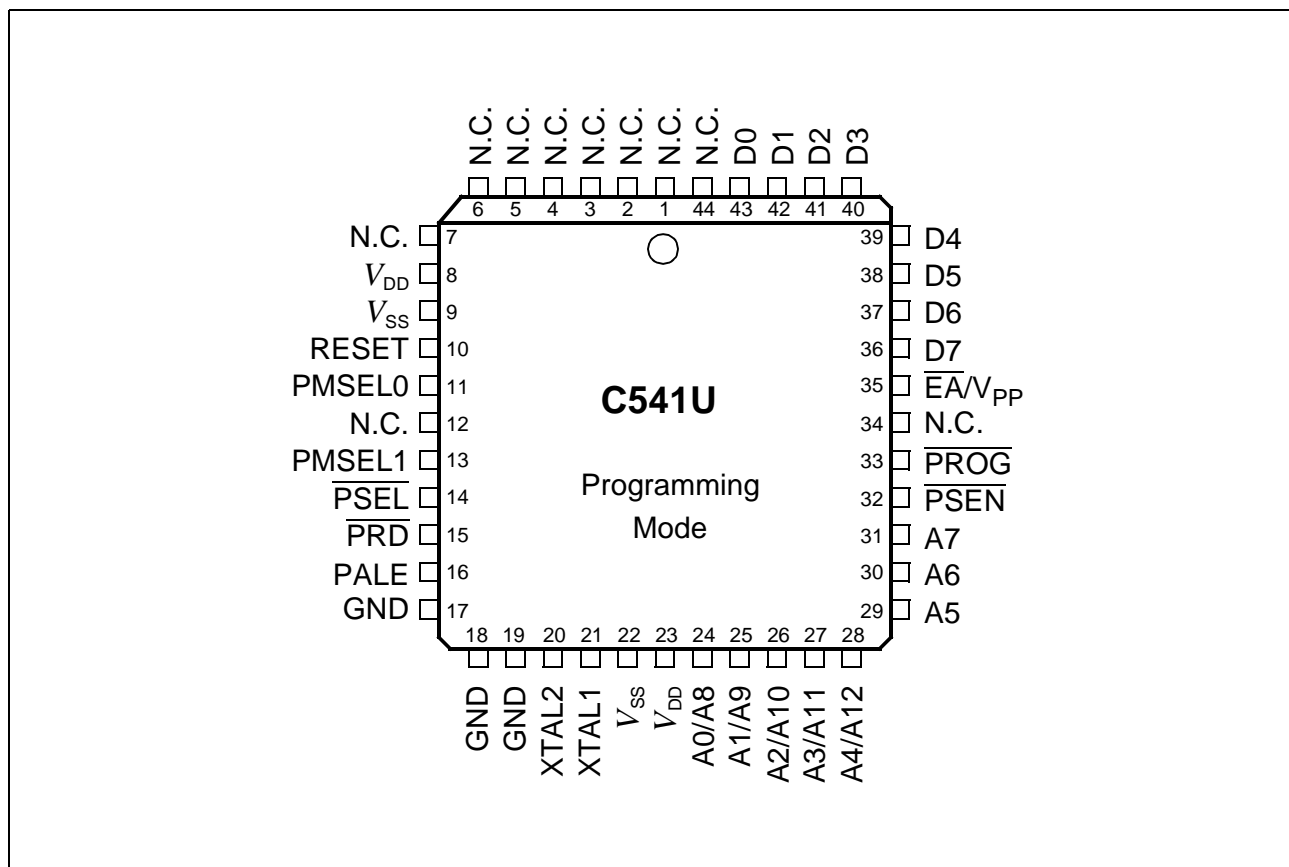 N.C.
N.C.
N.C.
N.C.
N.C.
N.C.
N.C.
D0
D1
D2
D3
6 5 4 3 2 1 44 43 42 41 40
N.C. 7 39 D4
VDD 8 38 D5
VSS 9 37 D6
RESET 10 36 D7
PMSEL0 11 C541U 35 EA/VPP
N.C. 12 34 N.C.
PMSEL1 13 33 PROG
PSEL 14 Programming 32 PSEN
PRD 15 Mode 31 A7
PALE 16 30 A6
GND 17 29 A5
18 19 20 21 22 23 24 25 26 27 28
GND
GND
XTAL2
XTAL1
VSS
VDD
A0/A8
A1/A9
A2/A10
A3/A11
A4/A12